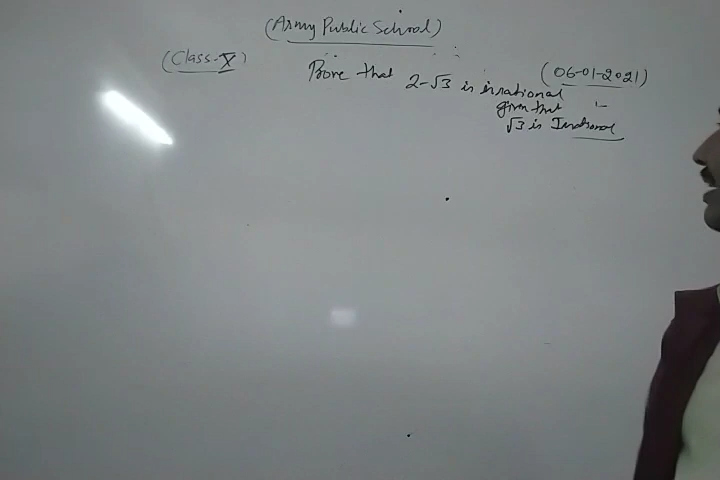 (Army Public School)
(Class-X)
(06-01-2021)
Prove that 2-√3 is irrational
given that :-
√3 is Irrational